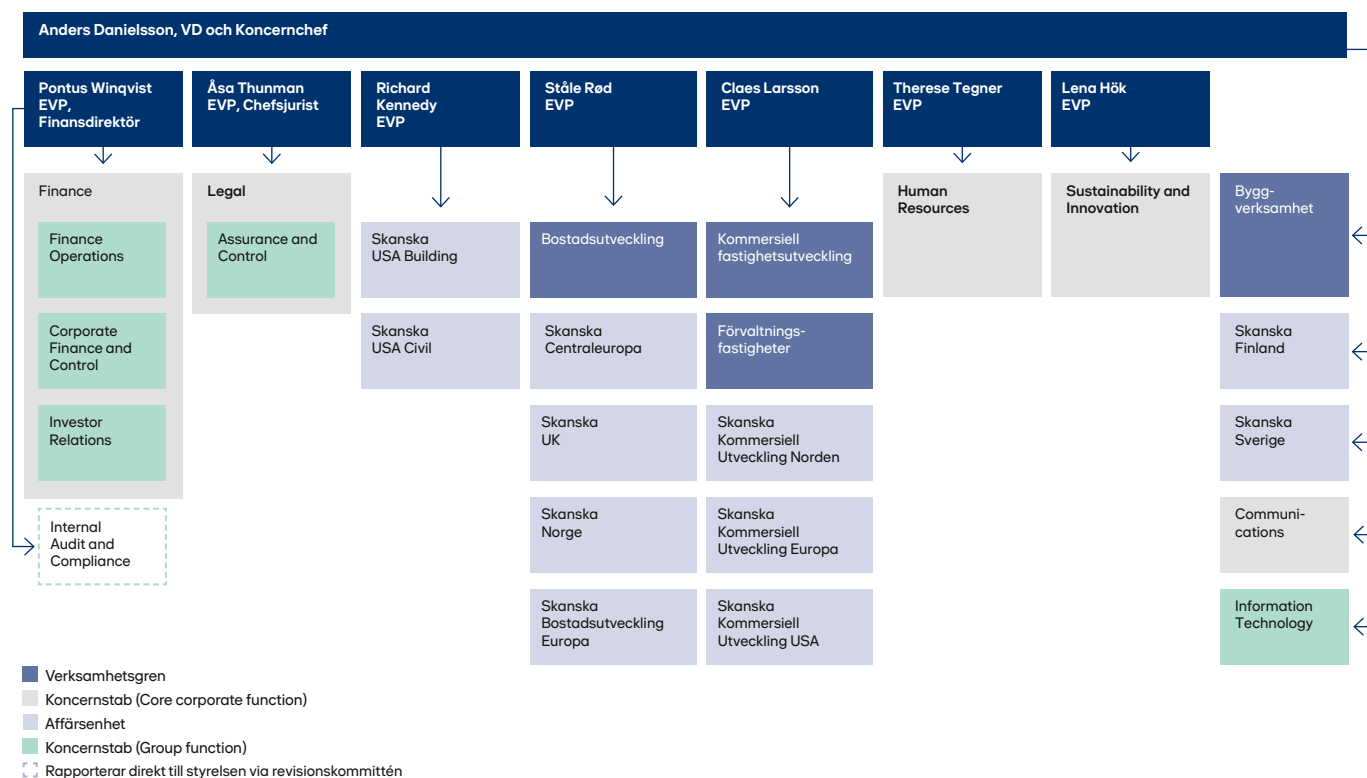 Anders Danielsson, VD och Koncernchef
Pontus Winqvist
EVP,
Finansdirektör
Åsa Thunman
EVP, Chefsjurist
Richard
Kennedy
EVP
Ståle Rød
EVP
Claes Larsson
EVP
Therese Tegner
EVP
Lena Hök
EVP
Finance
Finance
Operations
Corporate
Finance and
Control
Investor
Relations
Internal
Audit and
Compliance
Legal
Assurance and
Control
Skanska
USA Building
Skanska
USA Civil
Bostadsutveckling
Skanska
Centraleuropa
Skanska
UK
Skanska
Norge
Skanska
Bostadsutveckling
Europa
Kommersiell
fastighetsutveckling
Förvaltnings-
fastigheter
Skanska
Kommersiell
Utveckling Norden
Skanska
Kommersiell
Utveckling Europa
Skanska
Kommersiell
Utveckling USA
Human
Resources
Sustainability and
Innovation
Bygg-
verksamhet
Skanska
Finland
Skanska
Sverige
Communi-
cations
Information
Technology
Verksamhetsgren
Koncernstab (Core corporate function)
Affärsenhet
Koncernstab (Group function)
Rapporterar direkt till styrelsen via revisionskommittén